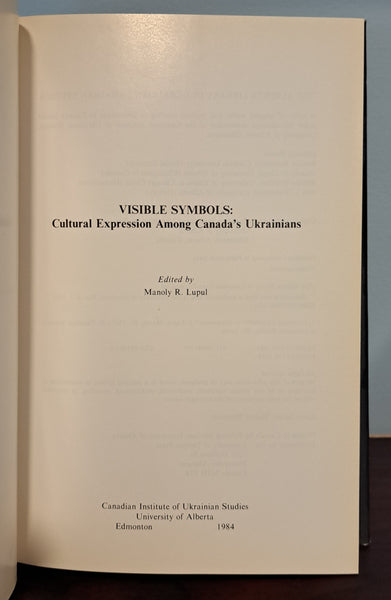 VISIBLE SYMBOLS:
Cultural Expression Among Canada's Ukrainians
Edited by
Manoly R. Lupul
Canadian Institute of Ukrainian Studies
University of Alberta
Edmonton 1984